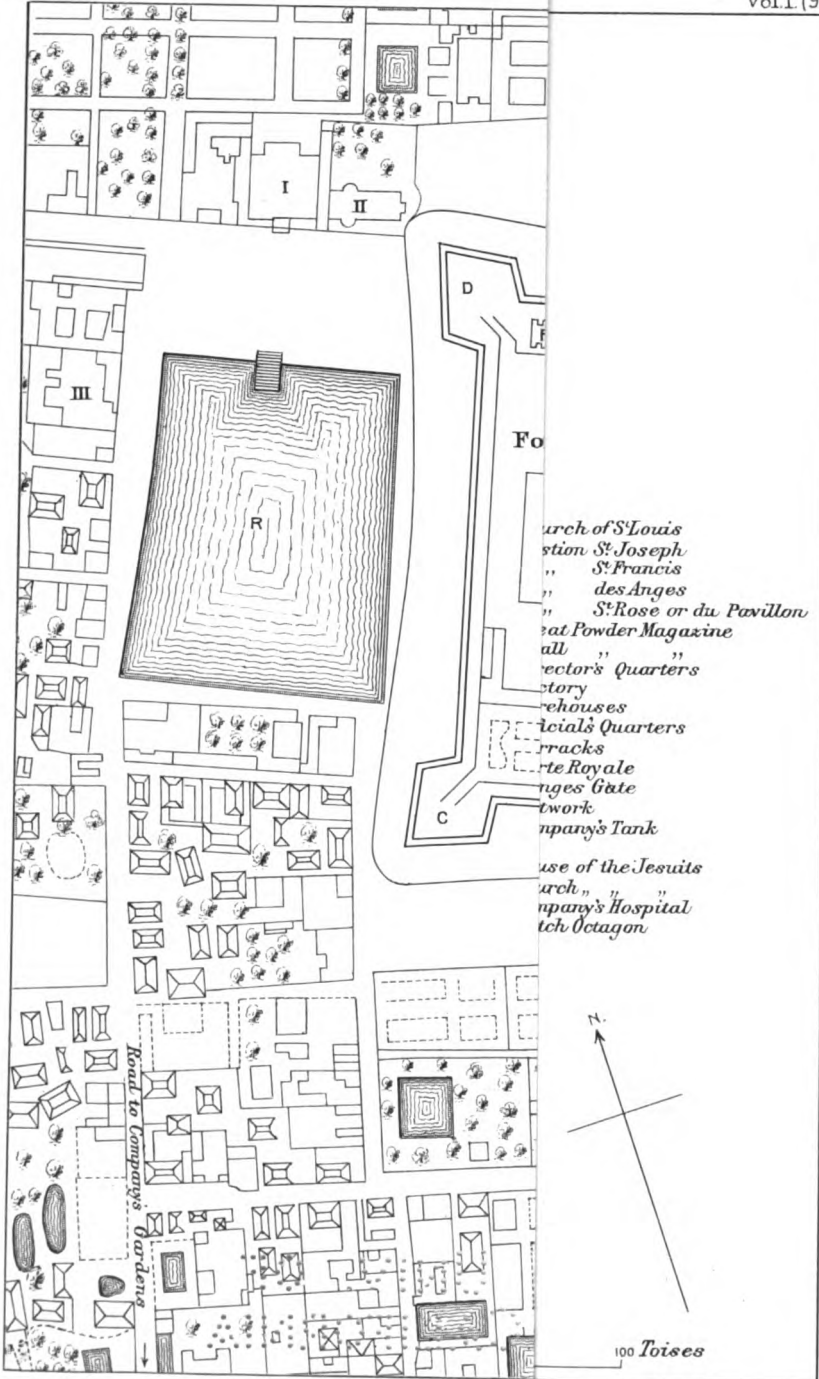 Vol. I. (9
I
II
D
III
Fo
R
urch of St Louis
stion St Joseph
,, St Francis
,, des Anges
,, St Rose or du Pavillon
eat Powder Magazine
all ,, ,,
rector's Quarters
ctory
rehouses
icials Quarters
rracks
rte Royale
nges Gate
twork
mpany's Tank
C
use of the Jesuits
urch ,, ,, ,,
mpany's Hospital
tch Octagon
N.
Road to Company's Gardens
100 Toises